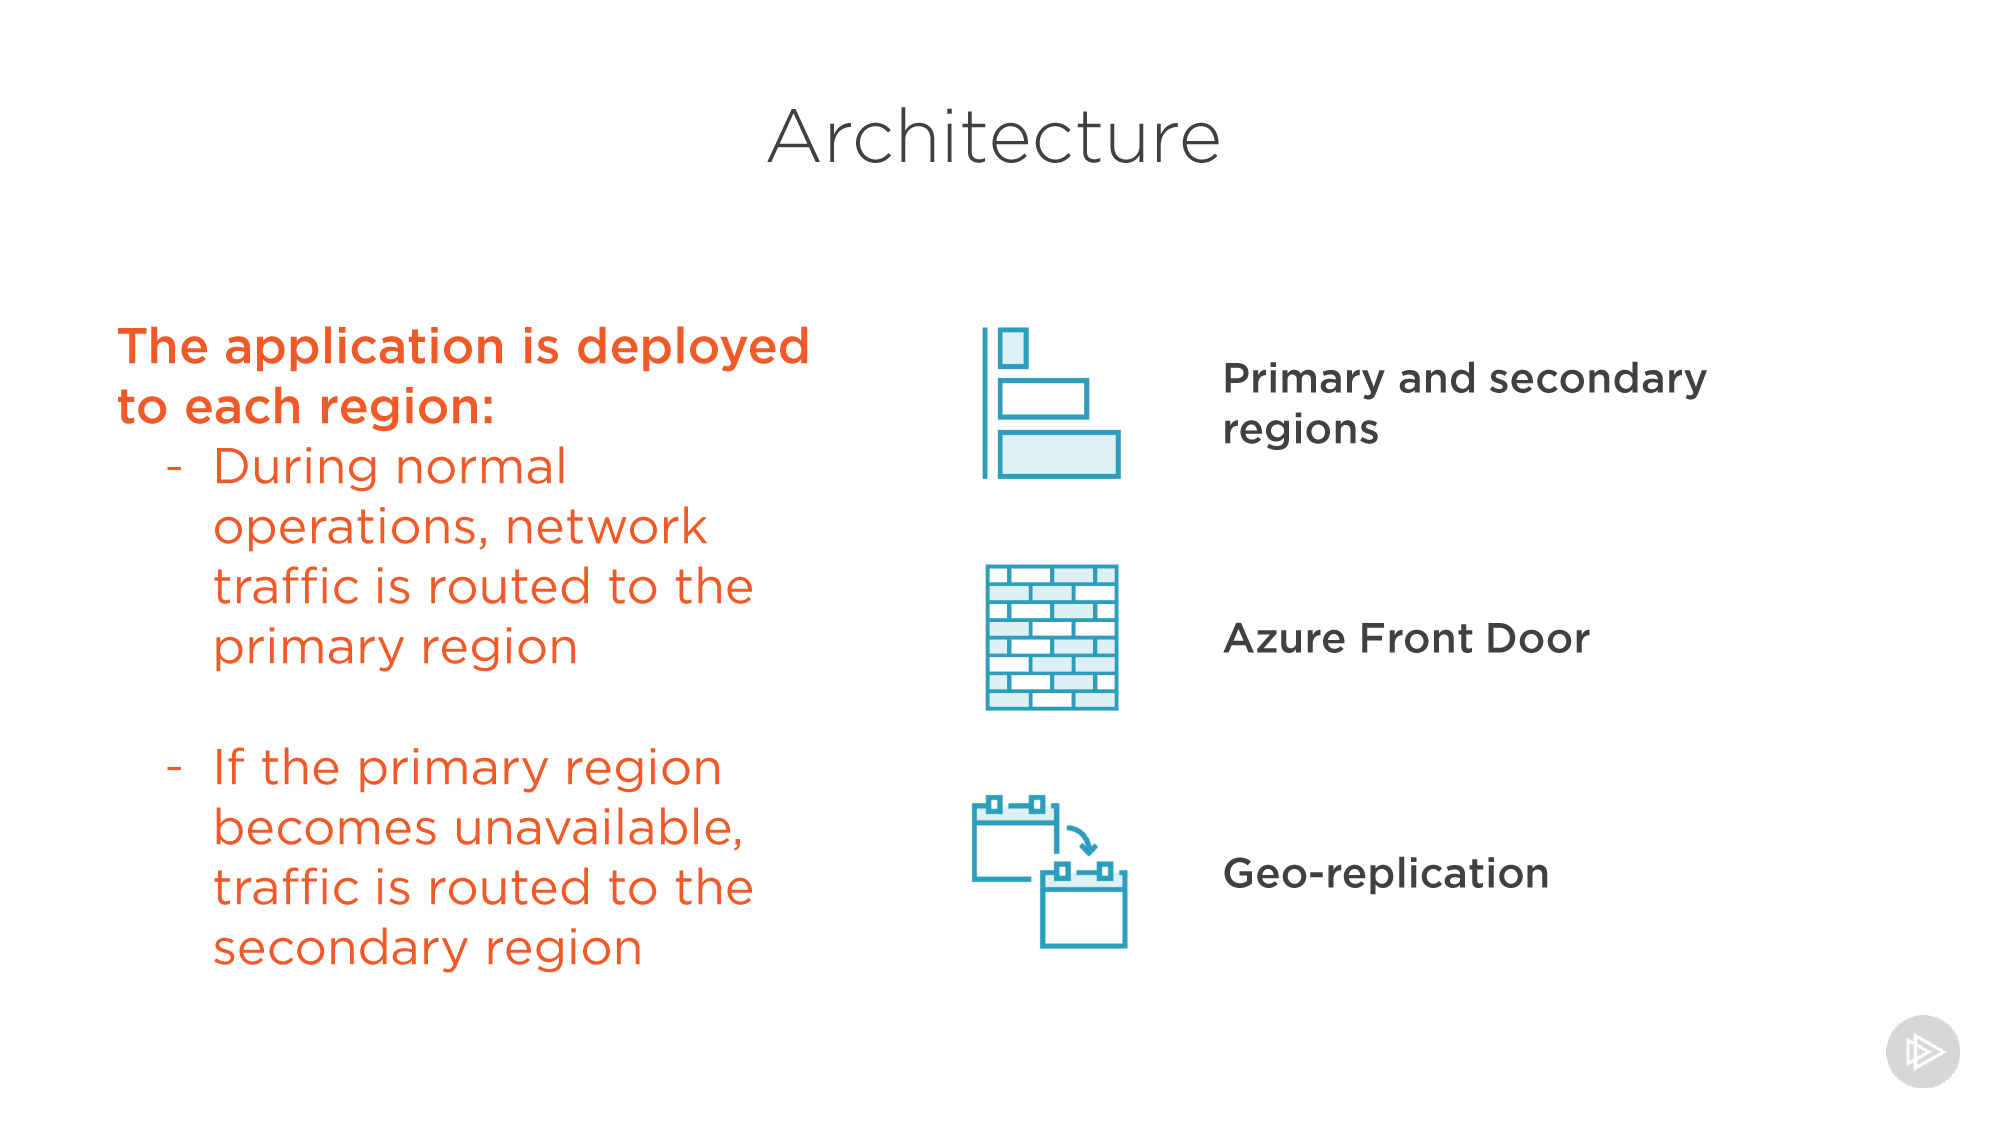 Architecture
The application is deployed
to each region:
- During normal
operations, network
traffic is routed to the
primary region
- If the primary region
becomes unavailable,
traffic is routed to the
secondary region
Primary and secondary
regions
Azure Front Door
Geo-replication